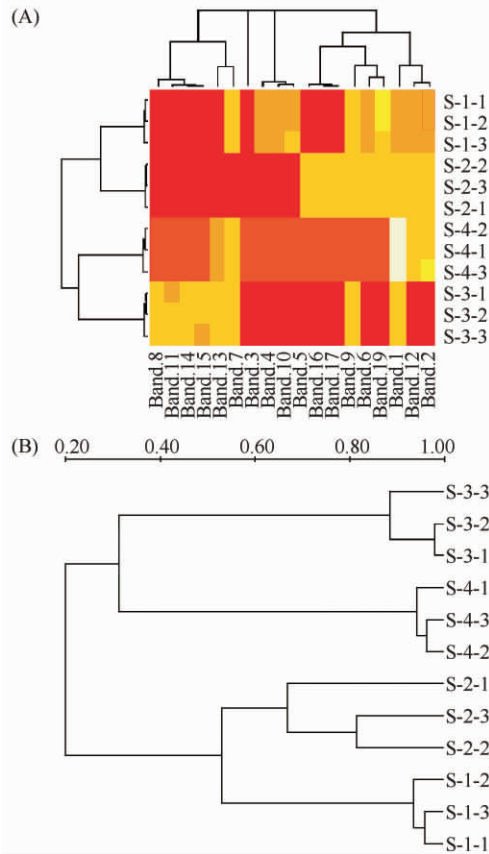 (A)
S-1-1
S-1-2
S-1-3
S-2-2
S-2-3
S-2-1
S-4-2
S-4-1
S-4-3
S-3-1
S-3-2
S-3-3
Band.8
Band.11
Band.14
Band.15
Band.13
Band.7
Band.3
Band.4
Band.10
Band.5
Band.16
Band.17
Band.9
Band.6
Band.19
Band.1
Band.12
Band.2
(B)
0.20 0.40 0.60 0.80 1.00
S-3-3
S-3-2
S-3-1
S-4-1
S-4-3
S-4-2
S-2-1
S-2-3
S-2-2
S-1-2
S-1-3
S-1-1